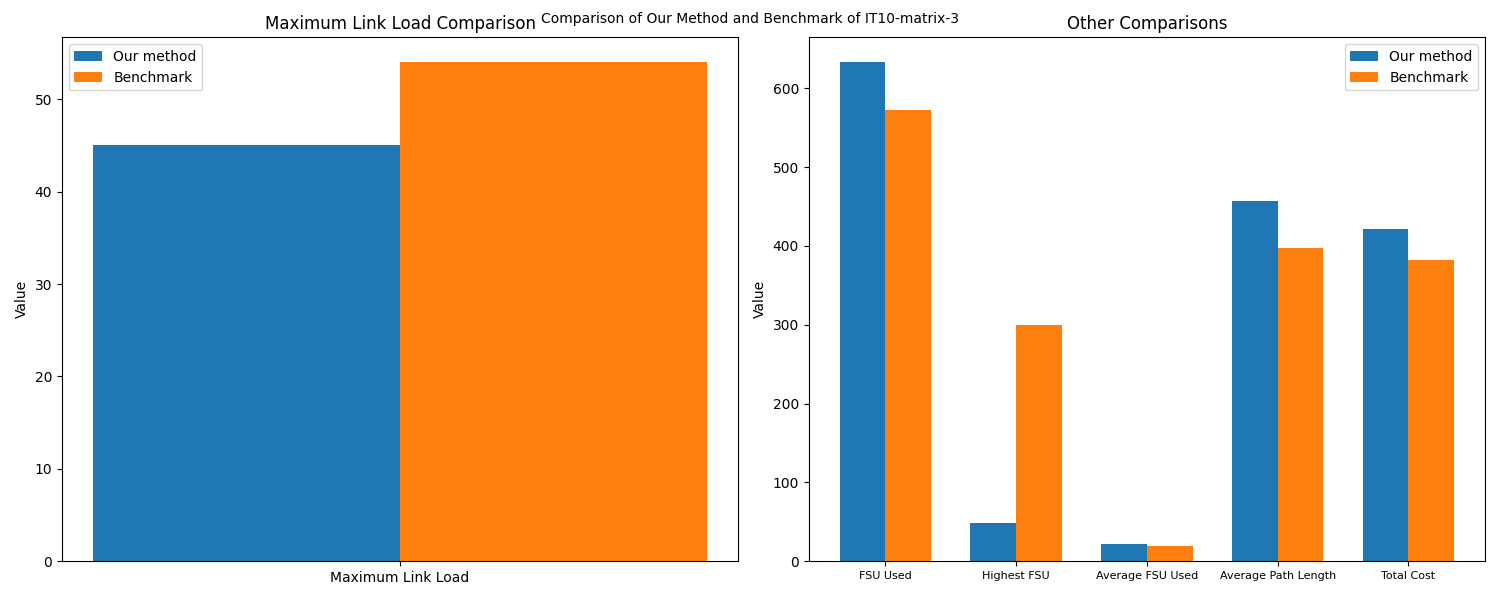 Comparison of Our Method and Benchmark of IT10-matrix-3
Maximum Link Load Comparison
Our method
Benchmark
Value
50
40
30
20
10
0
Maximum Link Load
Other Comparisons
Our method
Benchmark
Value
600
500
400
300
200
100
0
FSU Used
Highest FSU
Average FSU Used
Average Path Length
Total Cost